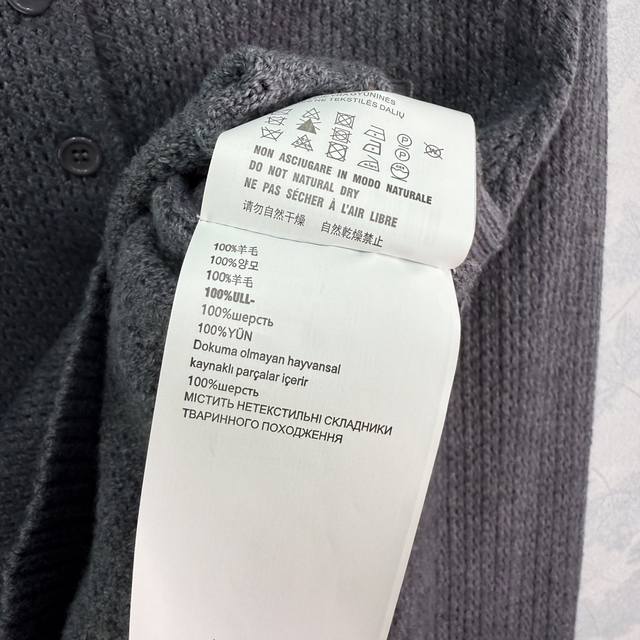 NE TEKSTILĖS DALIŲ
NON ASCIUGARE IN MODO NATURALE
DO NOT NATURAL DRY
NE PAS SÉCHER À L'AIR LIBRE
请勿自然干燥 自然乾燥禁止
100%羊毛
100%양모
100%羊毛
100%ULL-
100%шерсть
100%YÜN
Dokuma olmayan hayvansal
kaynaklı parçalar içerir
100%шерсть
МІСТИТЬ НЕТЕКСТИЛЬНІ СКЛАДНИКИ
ТВАРИННОГО ПОХОДЖЕННЯ